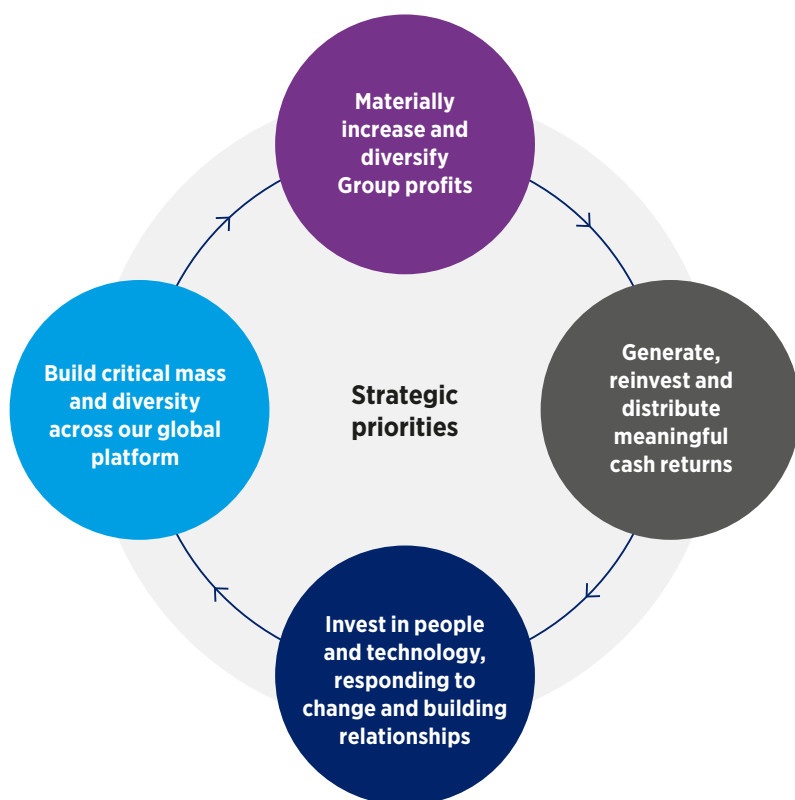 Materially
increase and
diversify
Group profits
Generate,
reinvest and
distribute
meaningful
cash returns
Invest in people
and technology,
responding to
change and building
relationships
Build critical mass
and diversity
across our global
platform
Strategic
priorities